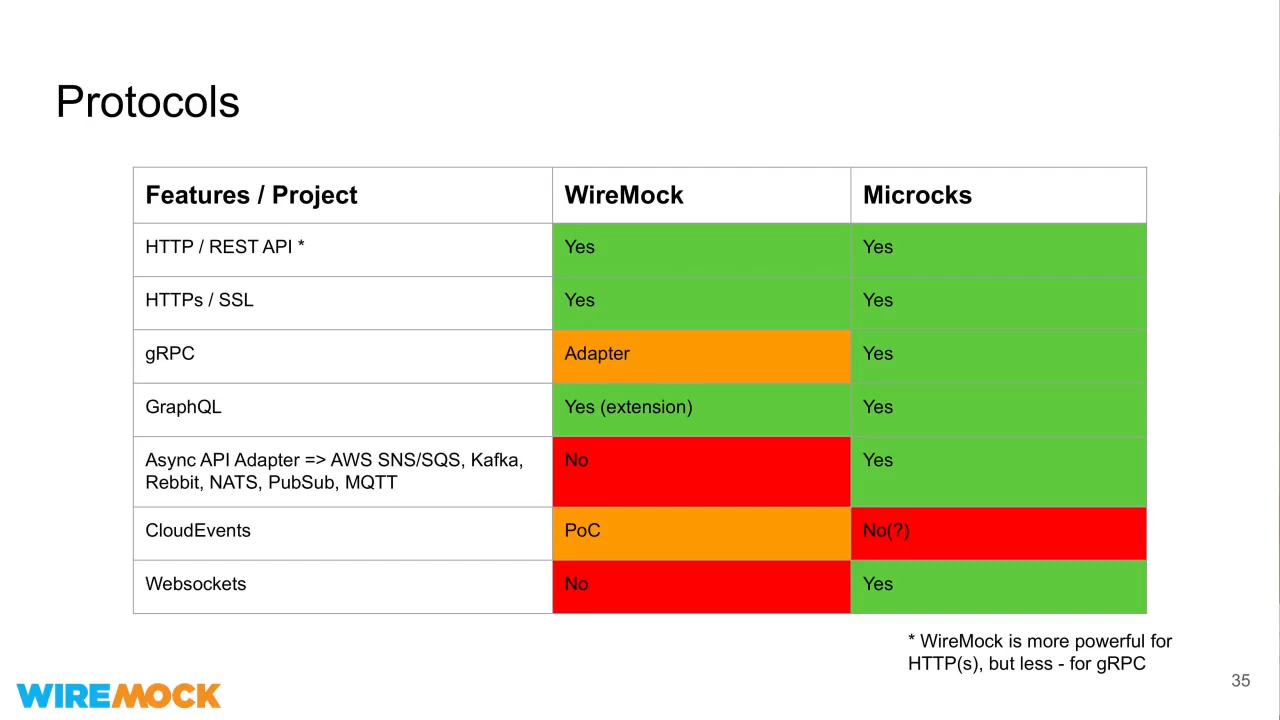 Protocols
Features / Project WireMock Microcks
HTTP / REST API * Yes Yes
HTTPs / SSL Yes Yes
gRPC Adapter Yes
GraphQL Yes (extension) Yes
Async API Adapter => AWS SNS/SQS, Kafka, No Yes
Rebbit, NATS, PubSub, MQTT
CloudEvents PoC No(?)
Websockets No Yes
* WireMock is more powerful for
HTTP(s), but less - for gRPC
35
WIREMOCK